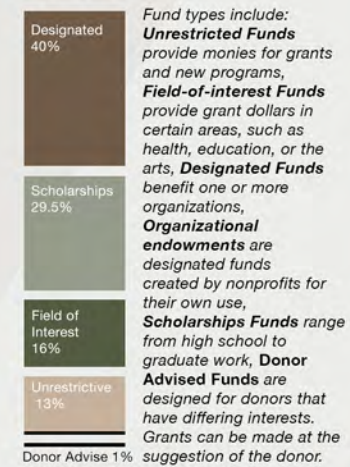 Designated
40%
Scholarships
29.5%
Field of
Interest
16%
Unrestrictive
13%
Donor Advise 1%
Fund types include:
Unrestricted Funds
provide monies for grants
and new programs,
Field-of-interest Funds
provide grant dollars in
certain areas, such as
health, education, or the
arts, Designated Funds
benefit one or more
organizations,
Organizational
endowments are
designated funds
created by nonprofits for
their own use,
Scholarships Funds range
from high school to
graduate work, Donor
Advised Funds are
designed for donors that
have differing interests.
Grants can be made at the
suggestion of the donor.